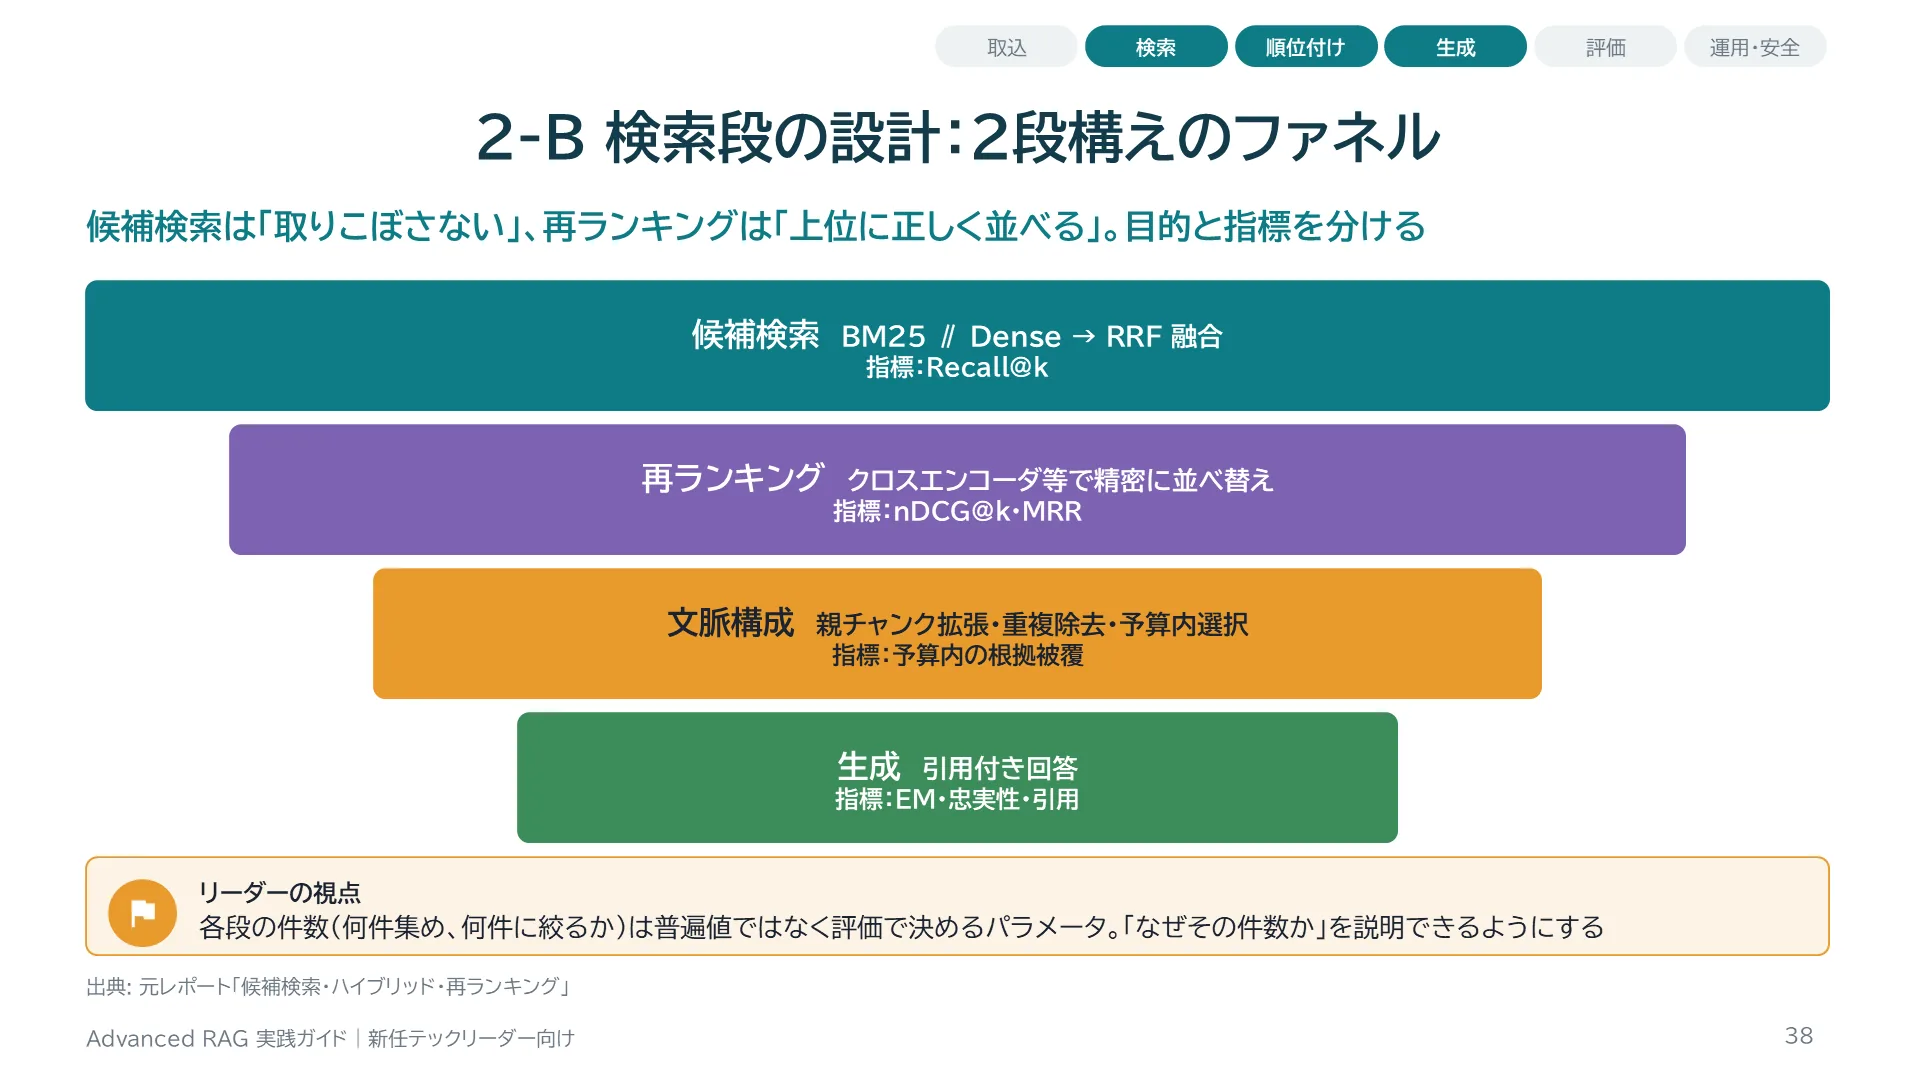 取込
検索
順位付け
生成
評価
運用・安全
2-B 検索段の設計：2段構えのファネル
候補検索は「取りこぼさない」、再ランキングは「上位に正しく並べる」。目的と指標を分ける
候補検索 BM25 ∥ Dense → RRF 融合
指標：Recall@k
再ランキング クロスエンコーダ等で精密に並べ替え
指標：nDCG@k・MRR
文脈構成 親チャンク拡張・重複除去・予算内選択
指標：予算内の根拠被覆
生成 引用付き回答
指標：EM・忠実性・引用
リーダーの視点
各段の件数（何件集め、何件に絞るか）は普遍値ではなく評価で決めるパラメータ。「なぜその件数か」を説明できるようにする
出典: 元レポート「候補検索・ハイブリッド・再ランキング」
Advanced RAG 実践ガイド｜新任テックリーダー向け
38